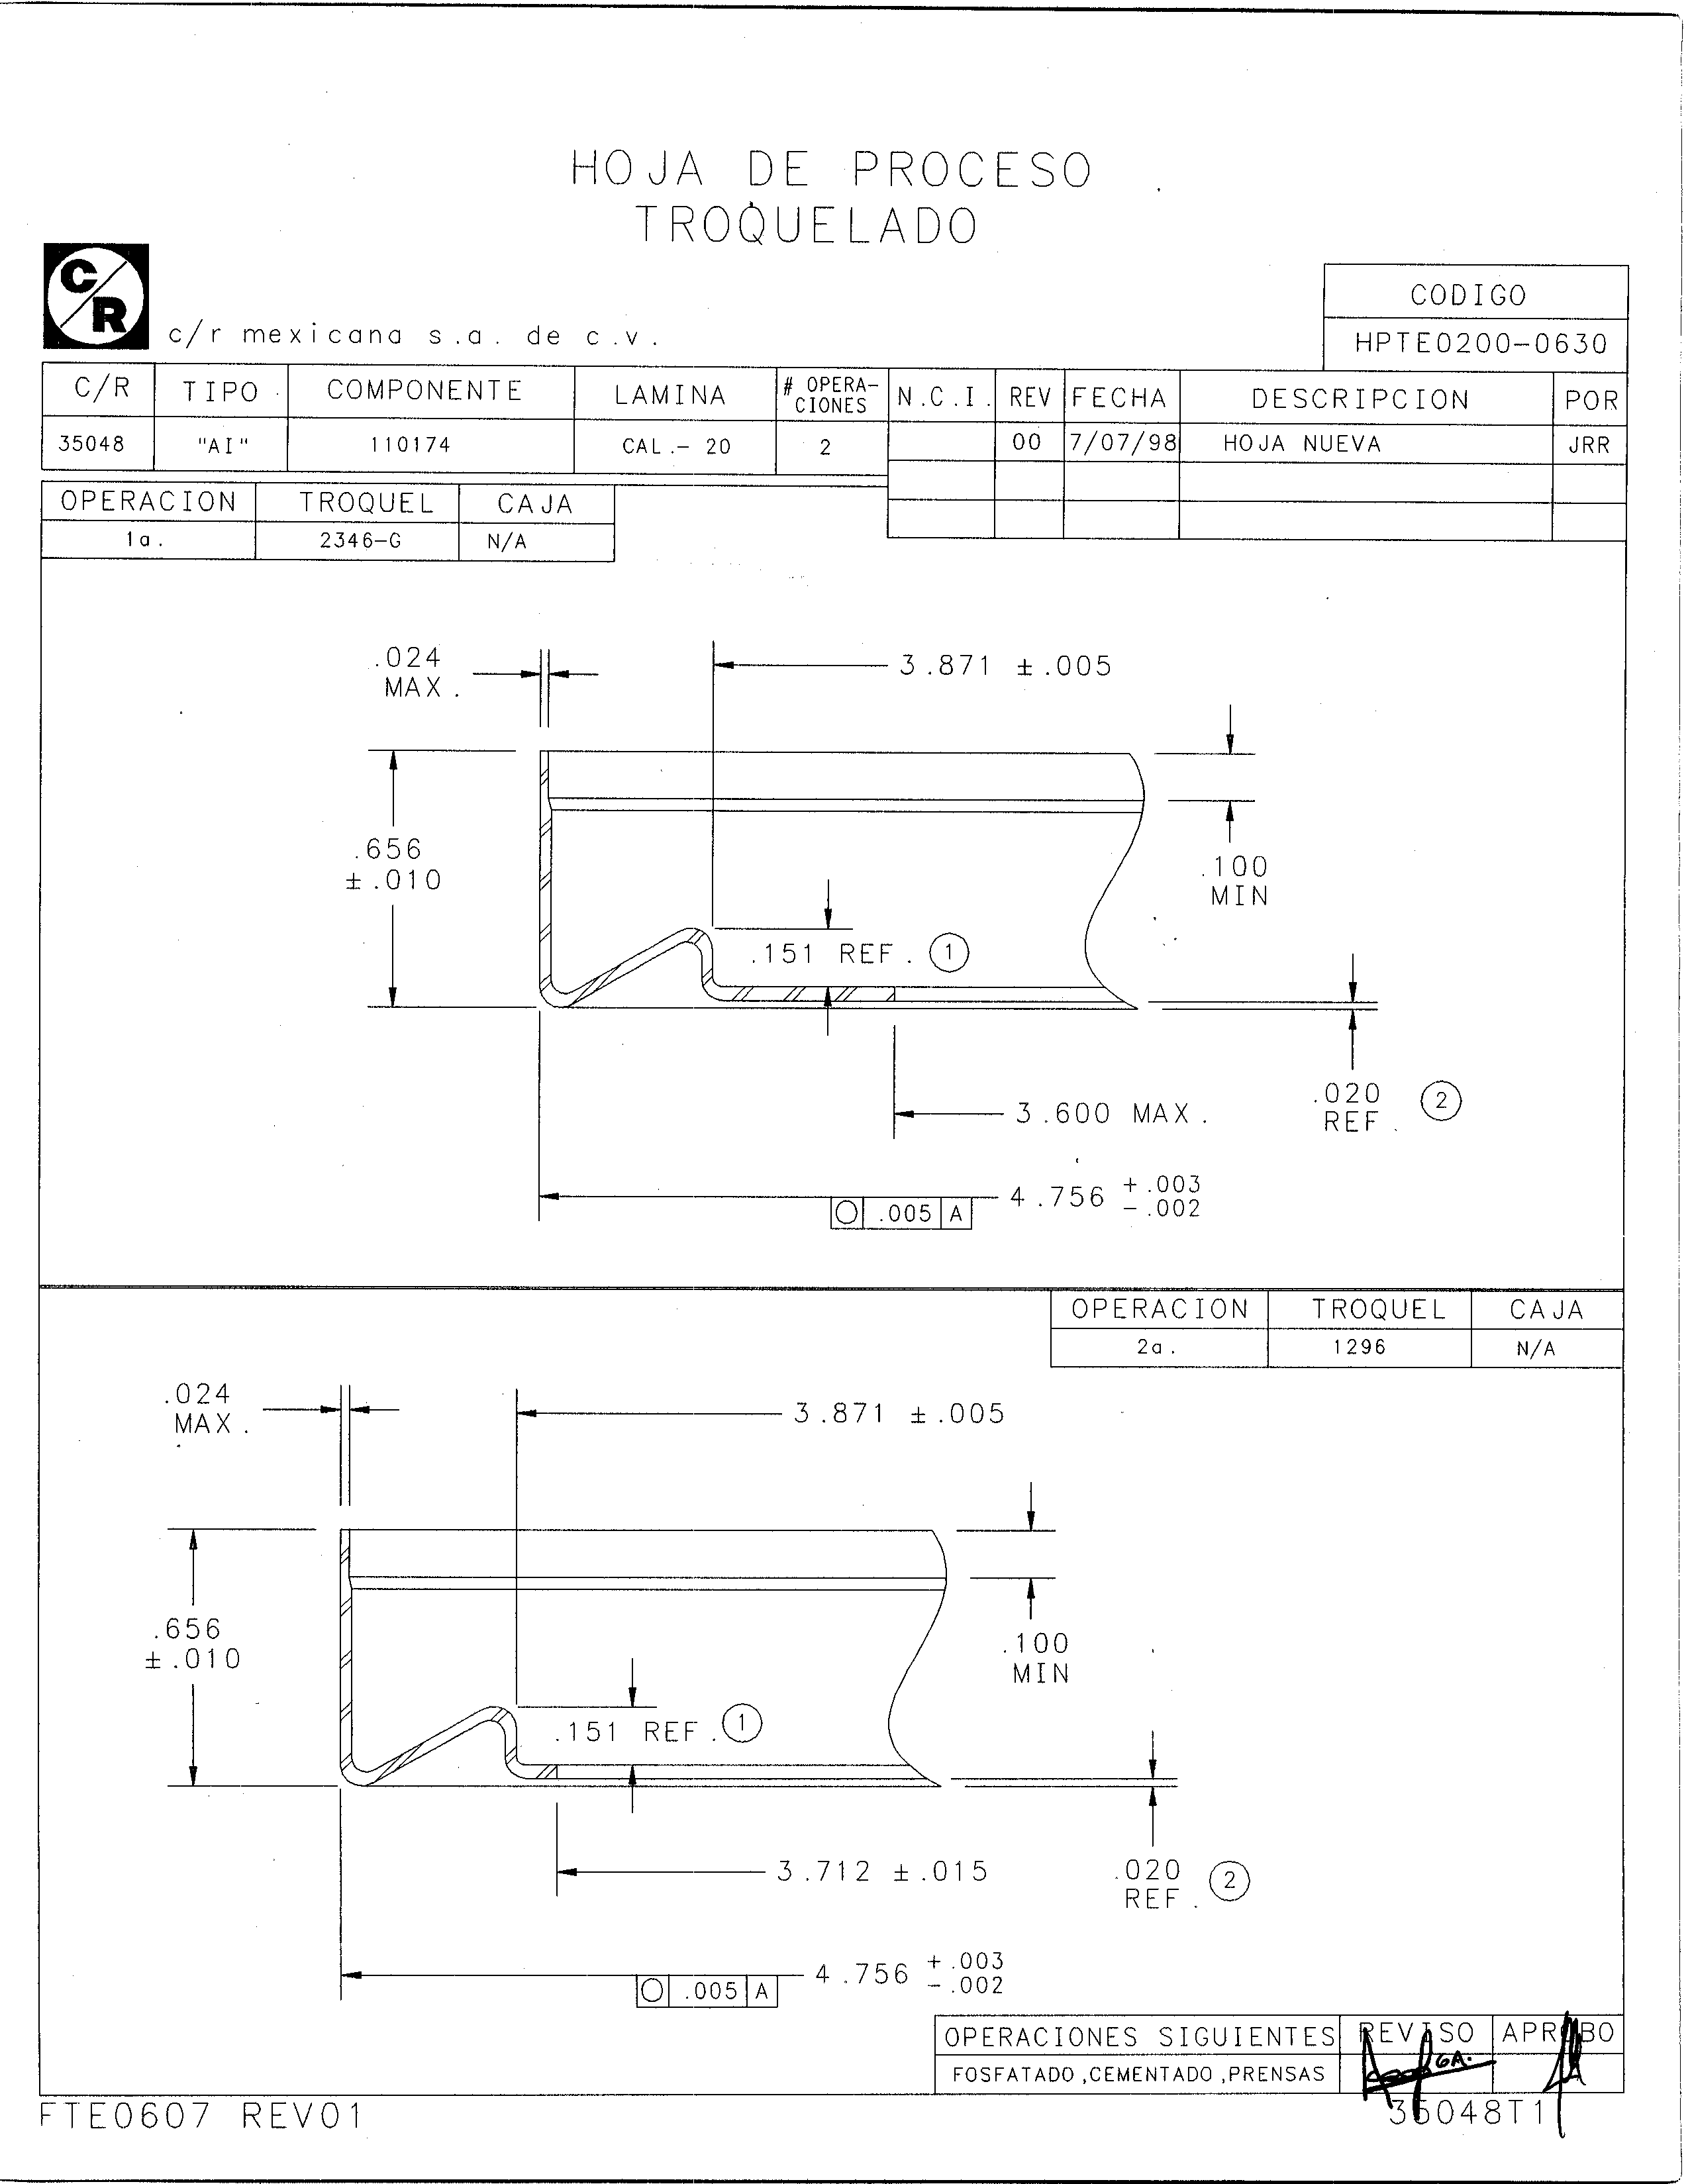 HOJA DE PROCESO
TROQUELADO
C/R
c/r mexicana s.a. de c.v.
CODIGO
HPTE0200-0630
C/R TIPO COMPONENTE LAMINA # OPERA-CIONES N.C.I. REV FECHA DESCRIPCION POR
35048 "AI" 110174 CAL.- 20 2 00 7/07/98 HOJA NUEVA JRR
OPERACION TROQUEL CAJA
1a. 2346-G N/A
.024
MAX.
3.871 ±.005
.656
±.010
.100
MIN
.151 REF. 1
.020
REF. 2
3.600 MAX.
4.756 +.003
-.002
○ .005 A
OPERACION TROQUEL CAJA
2a. 1296 N/A
.024
MAX.
3.871 ±.005
.656
±.010
.100
MIN
.151 REF. 1
3.712 ±.015
.020
REF. 2
4.756 +.003
-.002
○ .005 A
OPERACIONES SIGUIENTES REVISO APROBO
FOSFATADO,CEMENTADO,PRENSAS GA.
FTE0607 REV01
35048T1